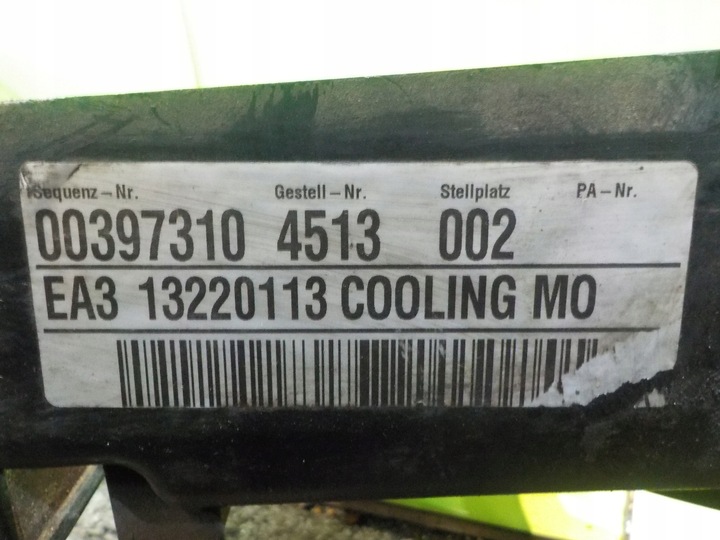 Sequenz-Nr. Gestell-Nr. Stellplatz PA-Nr.
00397310 4513 002
EA3 13220113 COOLING MO